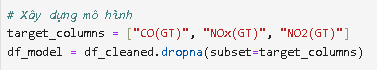 # Xây dựng mô hình
target_columns = ["CO(GT)", "NOx(GT)", "NO2(GT)"]
df_model = df_cleaned.dropna(subset=target_columns)